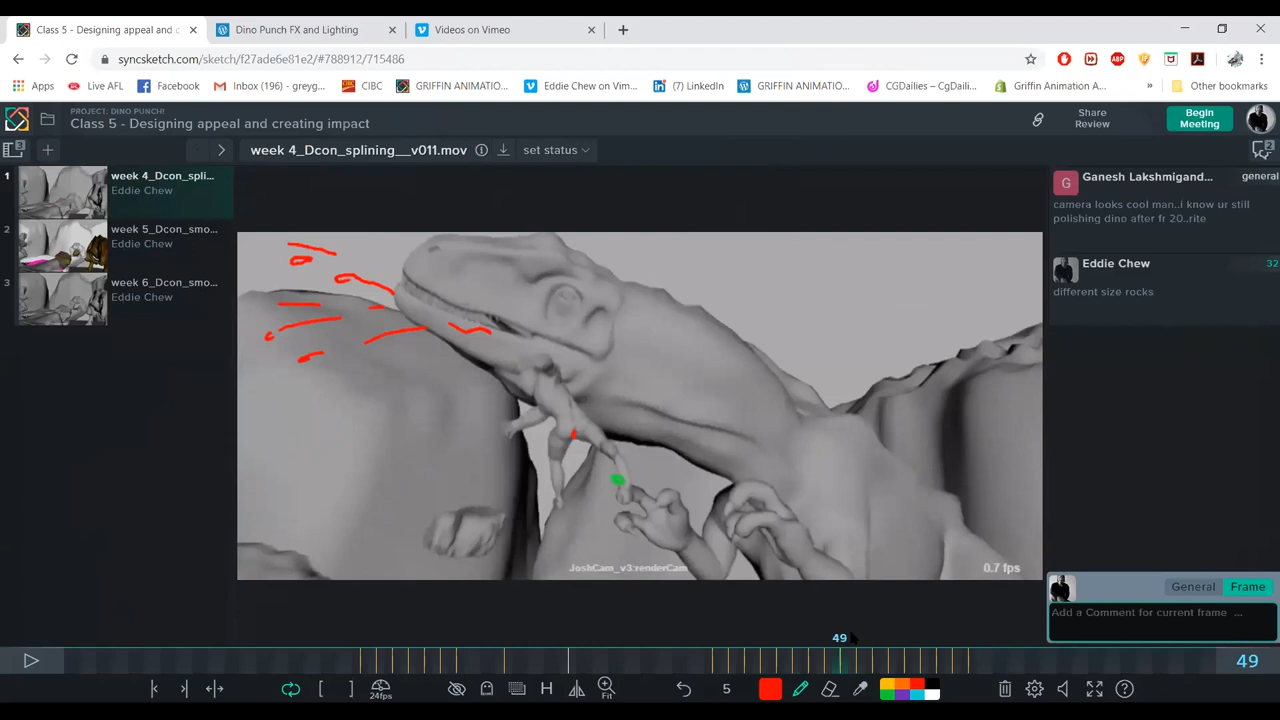 Class 5 - Designing appeal and c
Dino Punch FX and Lighting
Videos on Vimeo
syncsketch.com/sketch/f27ade6e81e2/#788912/715486
Apps
Live AFL
Facebook
Inbox (196) - greyg...
CIBC
GRIFFIN ANIMATIO...
Eddie Chew on Vim...
(7) LinkedIn
GRIFFIN ANIMATIO...
CGDailies – CgDaili...
Griffin Animation A...
»
Other bookmarks
PROJECT: DINO PUNCH!
Class 5 - Designing appeal and creating impact
Share Review
Begin Meeting
3
week 4_Dcon_splining__v011.mov
set status
2
1
week 4_Dcon_spli...
Eddie Chew
2
week 5_Dcon_smo...
Eddie Chew
3
week 6_Dcon_smo...
Eddie Chew
G
Ganesh Lakshmigand...
general
camera looks cool man..i know ur still
polishing dino after fr 20..rite
Eddie Chew
32
different size rocks
JoshCam_v3:renderCam
0.7 fps
General
Frame
Add a Comment for current frame ...
49
49
24fps
H
Fit
5